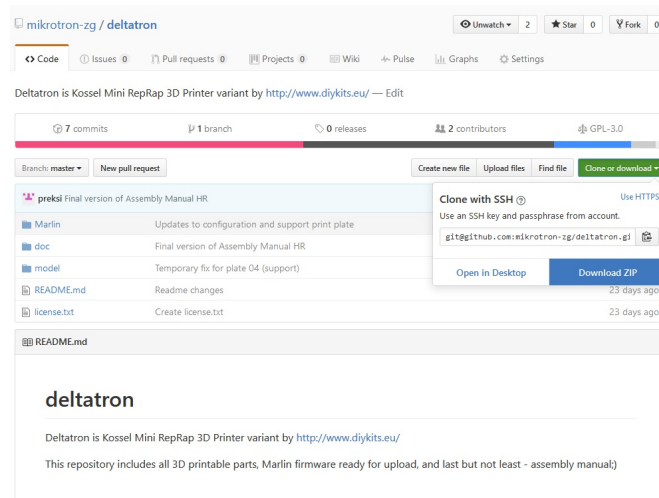 mikrotron-zg / deltatron
Unwatch 2 Star 0 Fork 0
Code Issues 0 Pull requests 0 Projects 0 Wiki Pulse Graphs Settings
Deltatron is Kossel Mini RepRap 3D Printer variant by http://www.diykits.eu/ — Edit
7 commits 1 branch 0 releases 2 contributors GPL-3.0
Branch: master New pull request Create new file Upload files Find file Clone or download
preksi Final version of Assembly Manual HR
Clone with SSH Use HTTPS
Use an SSH key and passphrase from account.
git@github.com:mikrotron-zg/deltatron.gi
Open in Desktop Download ZIP
Marlin Updates to configuration and support print plate
doc Final version of Assembly Manual HR
model Temporary fix for plate 04 (support)
README.md Readme changes 23 days ago
license.txt Create license.txt 23 days ago
README.md
deltatron
Deltatron is Kossel Mini RepRap 3D Printer variant by http://www.diykits.eu/
This repository includes all 3D printable parts, Marlin firmware ready for upload, and last but not least - assembly manual;)